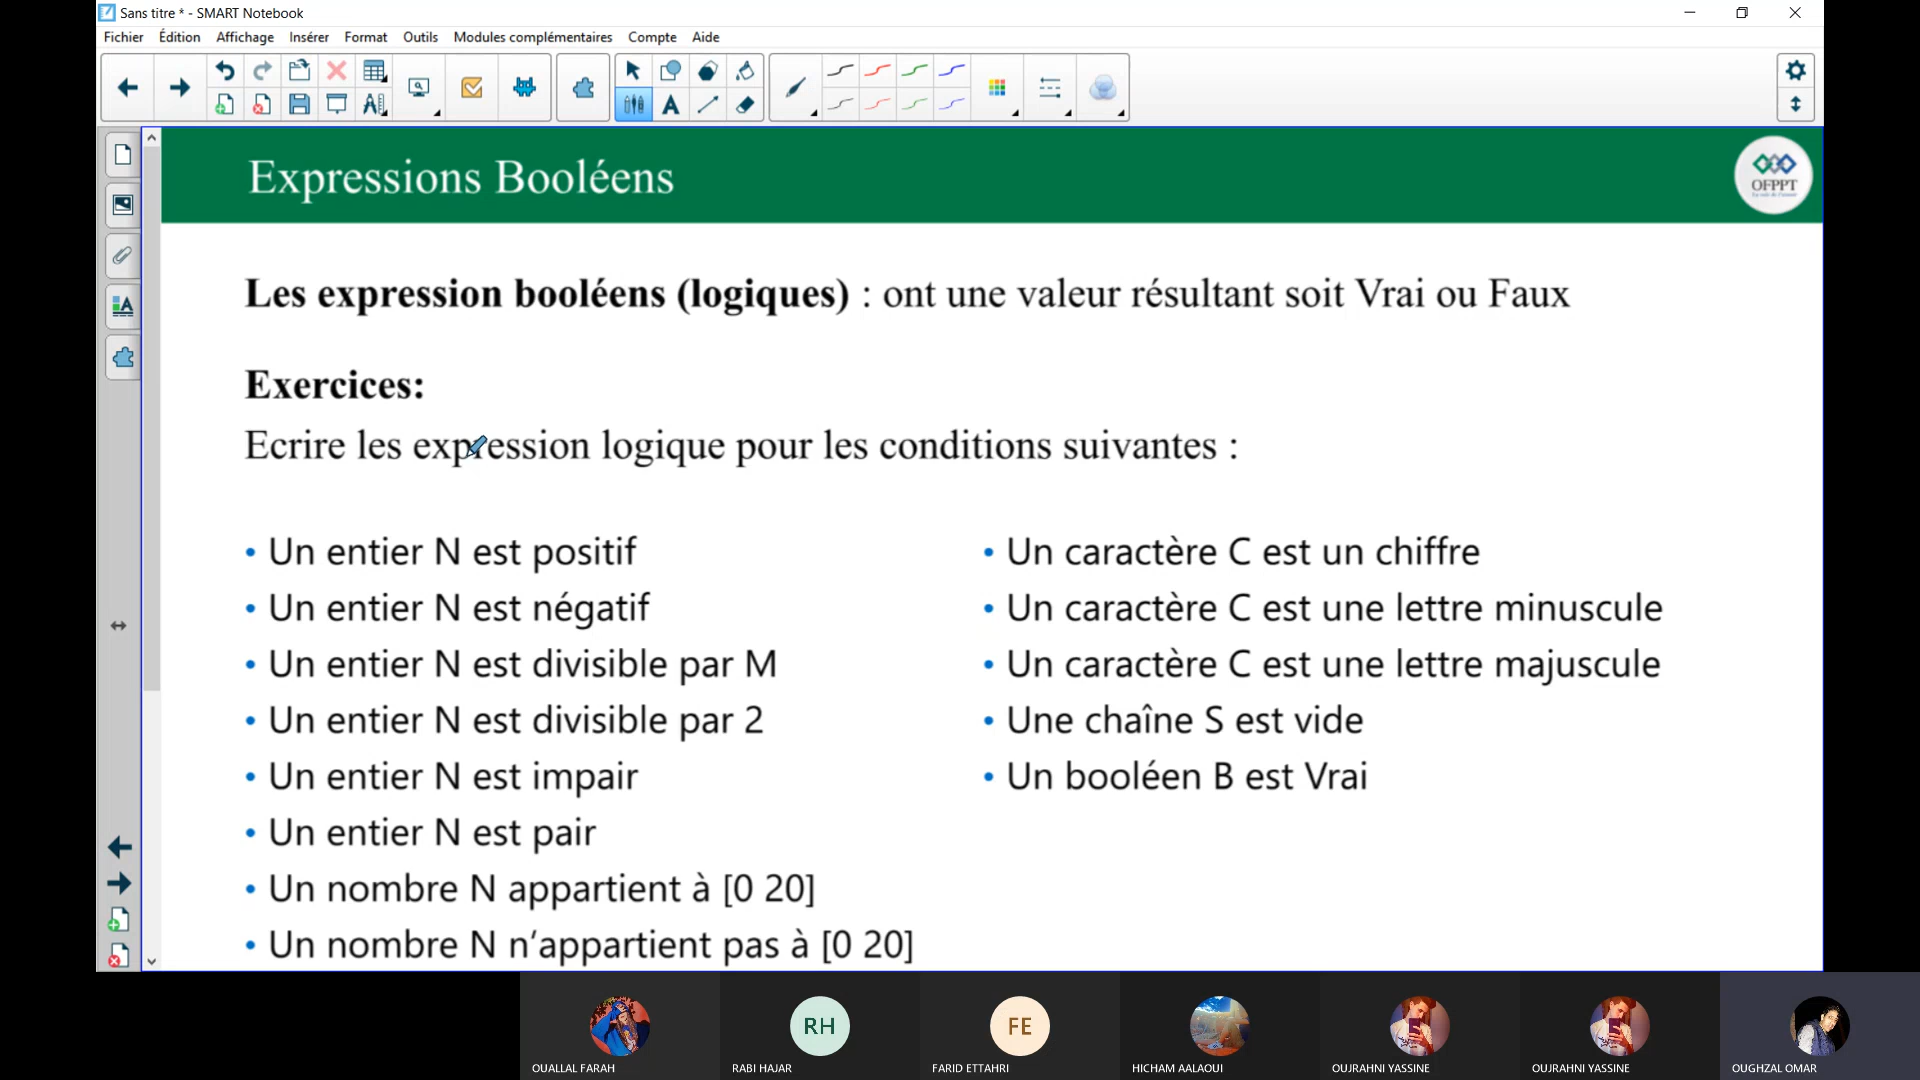 Sans titre * - SMART Notebook
Fichier Édition Affichage Insérer Format Outils Modules complémentaires Compte Aide
Expressions Booléens
OFPPT
Les expression booléens (logiques) : ont une valeur résultant soit Vrai ou Faux
Exercices:
Ecrire les expression logique pour les conditions suivantes :
• Un entier N est positif
• Un entier N est négatif
• Un entier N est divisible par M
• Un entier N est divisible par 2
• Un entier N est impair
• Un entier N est pair
• Un nombre N appartient à [0 20]
• Un nombre N n’appartient pas à [0 20]
• Un caractère C est un chiffre
• Un caractère C est une lettre minuscule
• Un caractère C est une lettre majuscule
• Une chaîne S est vide
• Un booléen B est Vrai
RH
FE
OUALLAL FARAH
RABI HAJAR
FARID ETTAHRI
HICHAM AALAOUI
OUJRAHNI YASSINE
OUJRAHNI YASSINE
OUGHZAL OMAR